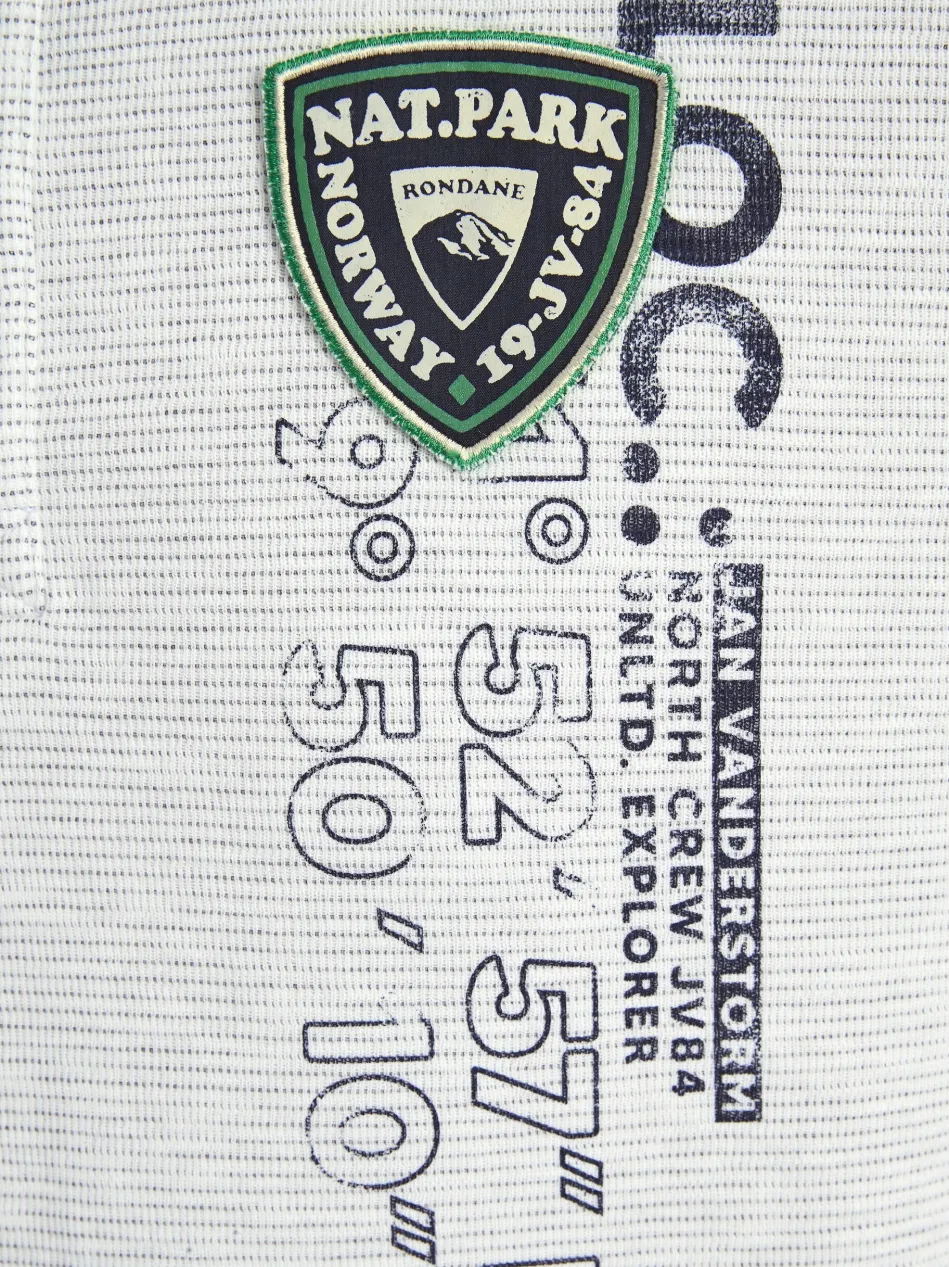 NAT.PARK
NORWAY
19-JV-84
RONDANE
LOC.:
JAN VANDERSTORM
NORTH CREW JV84
UNLTD. EXPLORER
1° 52' 57"
9° 50' 10"